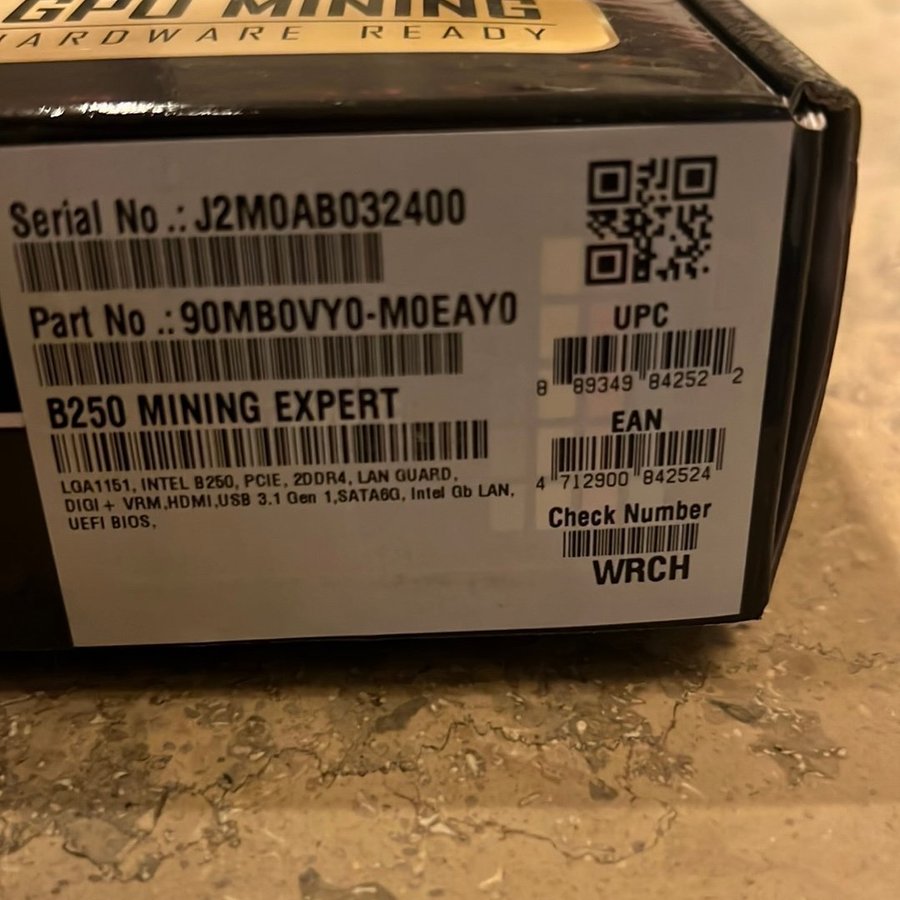 GPU MINING
HARDWARE READY
Serial No .: J2M0AB032400
Part No .: 90MB0VY0-M0EAY0
B250 MINING EXPERT
LGA1151, INTEL B250, PCIE, 2DDR4, LAN GUARD,
DIGI+ VRM,HDMI,USB 3.1 Gen 1,SATA6G, Intel Gb LAN,
UEFI BIOS,
UPC
8 89349 84252 2
EAN
4 712900 842524
Check Number
WRCH